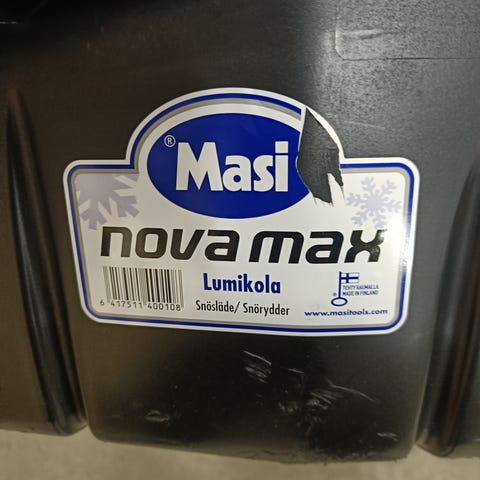 ® Masi
nova max
Lumikola
Snösläde/ Snörydder
6 417511 400108
TEHTY RAUMALLA
MADE IN FINLAND
www.masitools.com